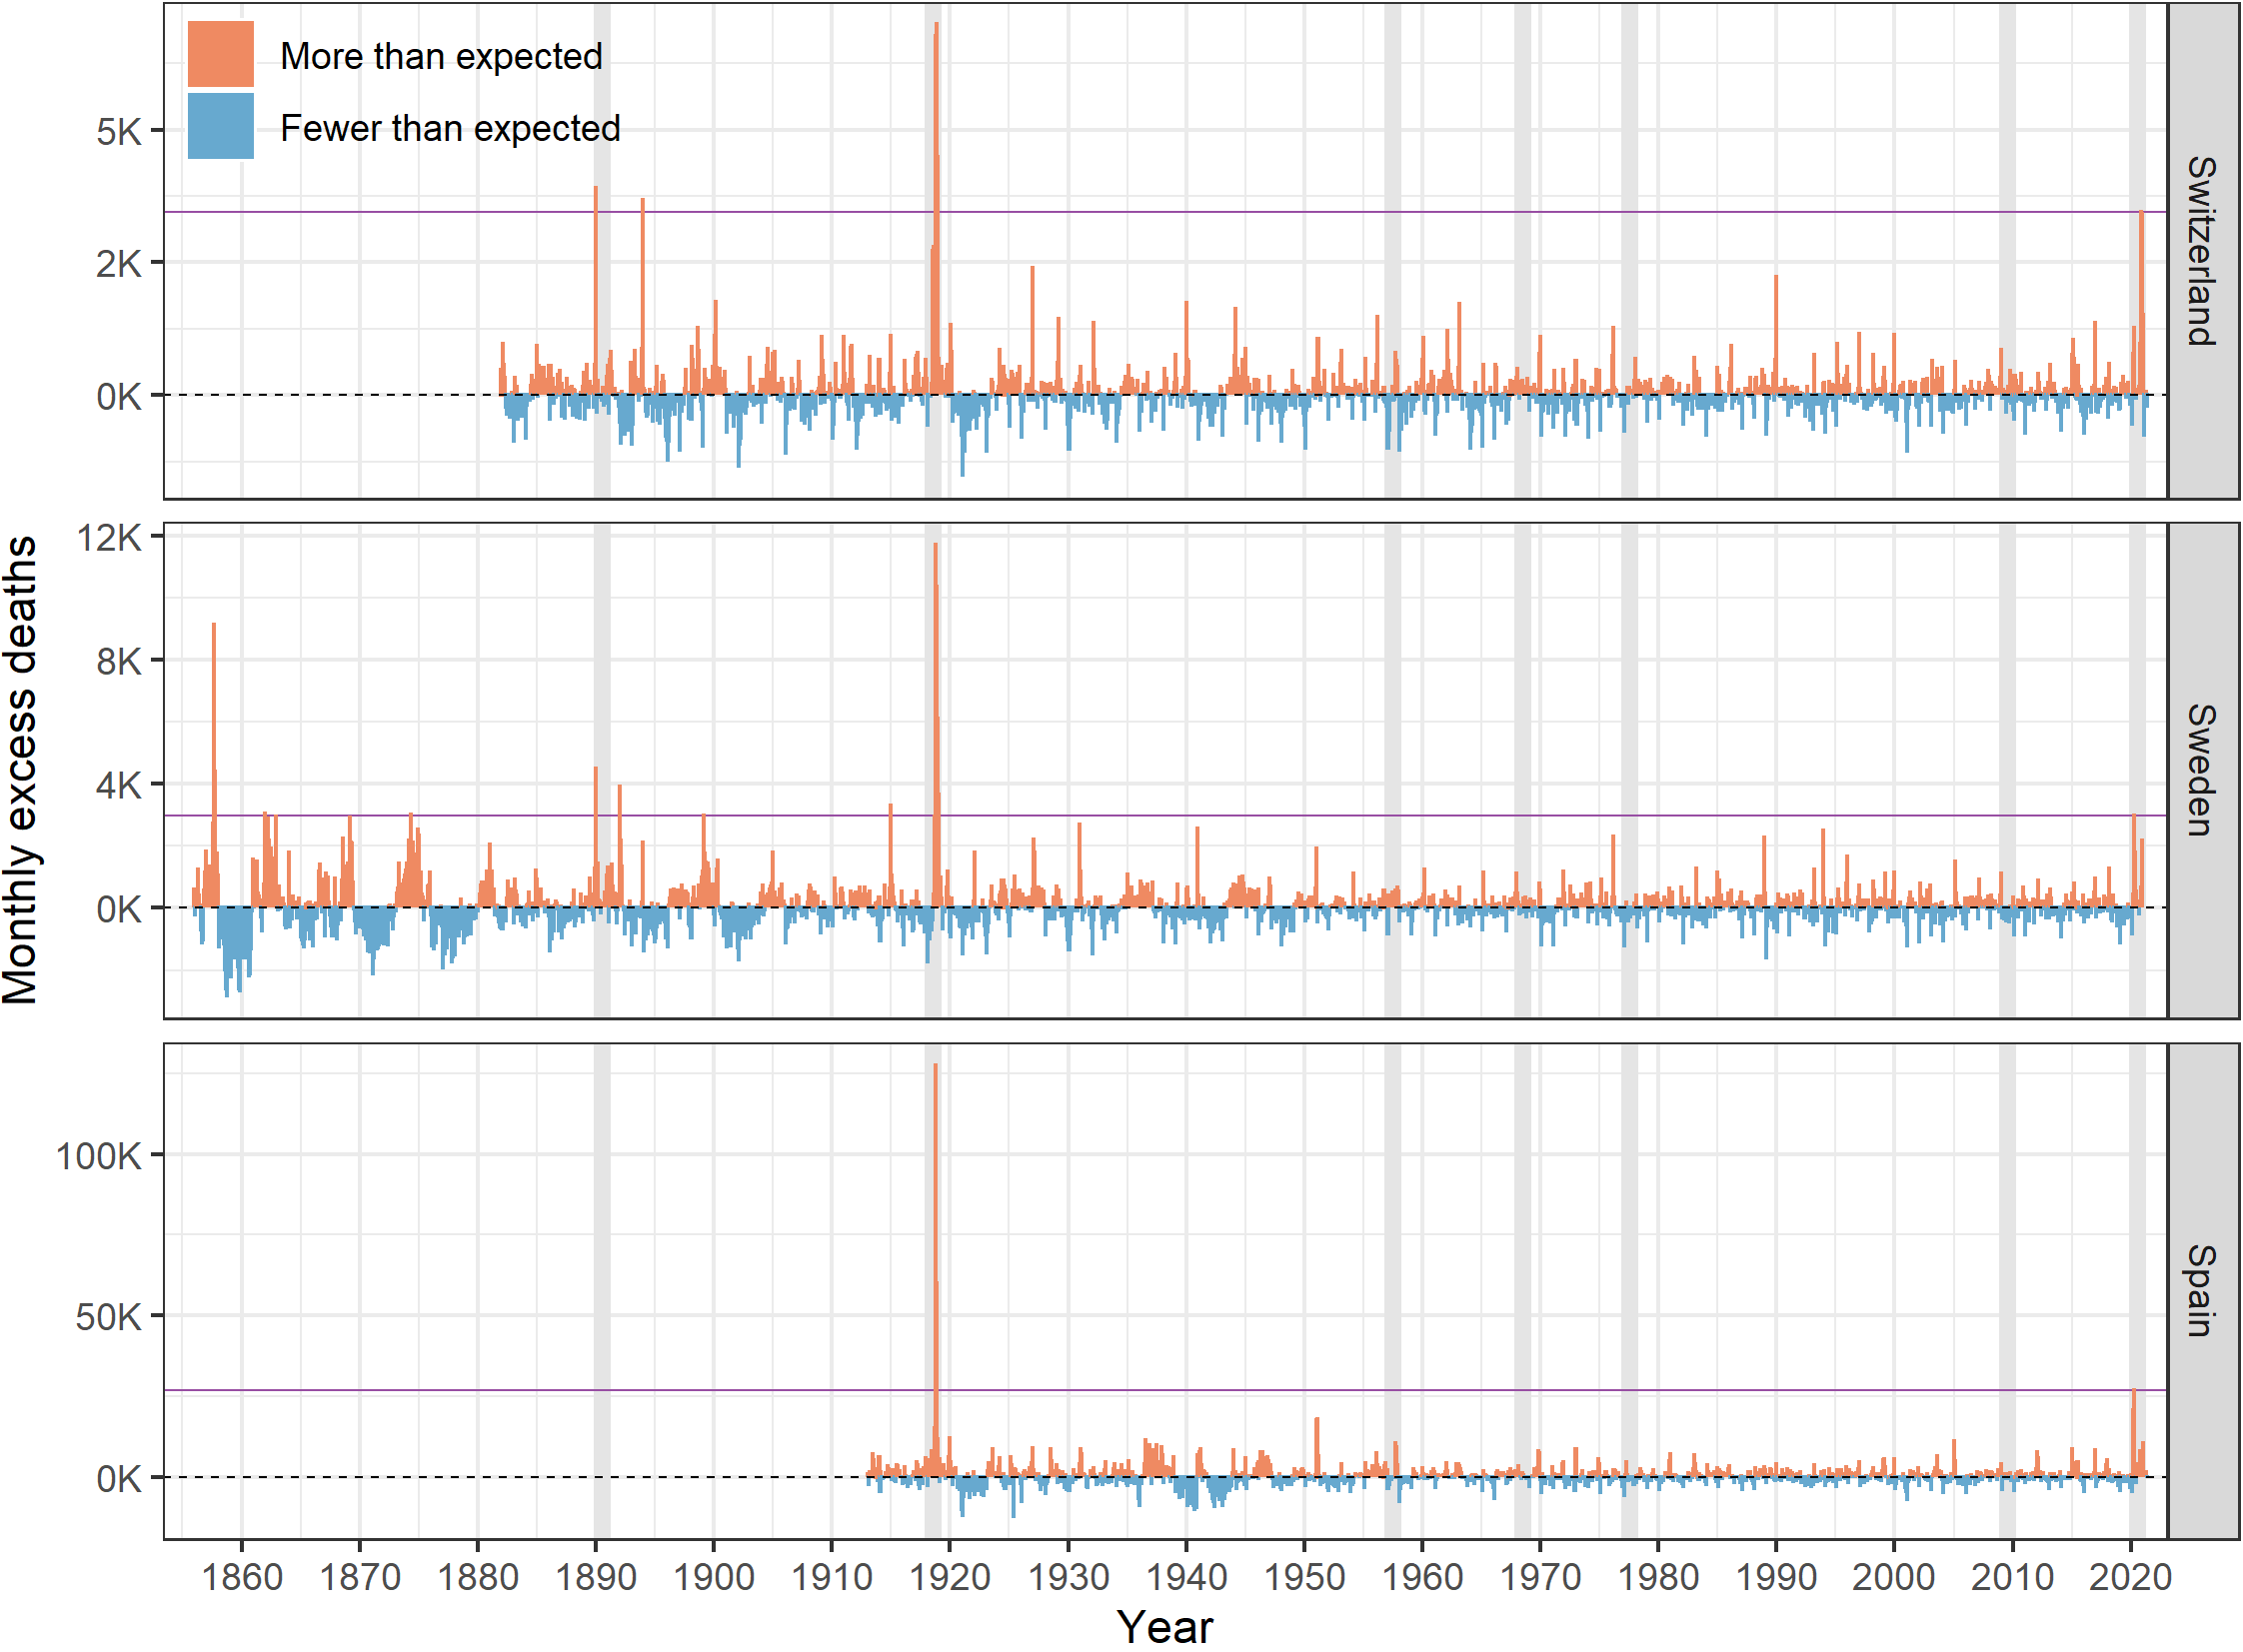 More than expected
Fewer than expected
5K
2K
0K
Switzerland
Monthly excess deaths
12K
8K
4K
0K
Sweden
100K
50K
0K
Spain
1860 1870 1880 1890 1900 1910 1920 1930 1940 1950 1960 1970 1980 1990 2000 2010 2020
Year